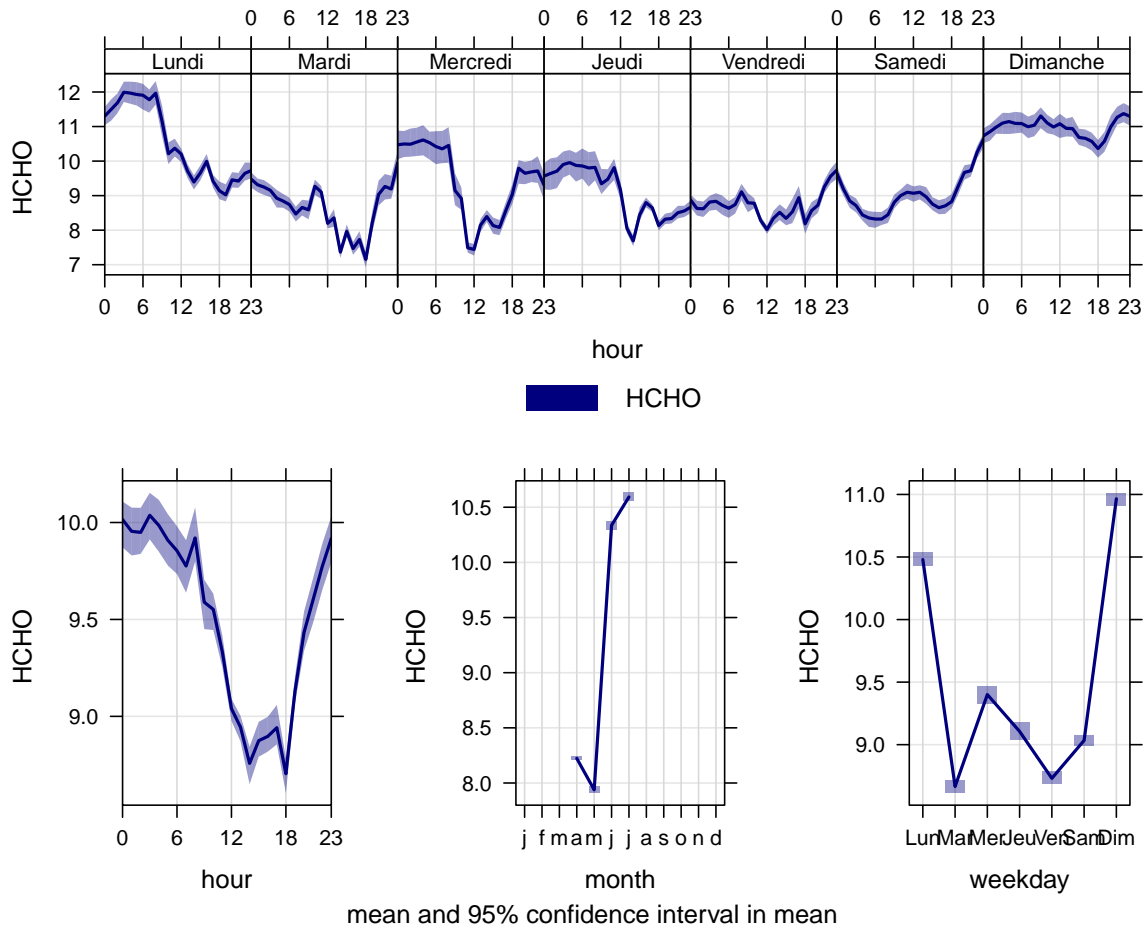 0 6 12 18 23 0 6 12 18 23 0 6 12 18 23
Lundi Mardi Mercredi Jeudi Vendredi Samedi Dimanche
12
11
10
9
8
7
HCHO
0 6 12 18 23 0 6 12 18 23 0 6 12 18 23 0 6 12 18 23
hour
HCHO
10.0
9.5
9.0
HCHO
0 6 12 18 23
hour
10.5
10.0
9.5
9.0
8.5
8.0
HCHO
j f m a m j j a s o n d
month
11.0
10.5
10.0
9.5
9.0
HCHO
Lun Mar Mer Jeu Ven Sam Dim
weekday
mean and 95% confidence interval in mean